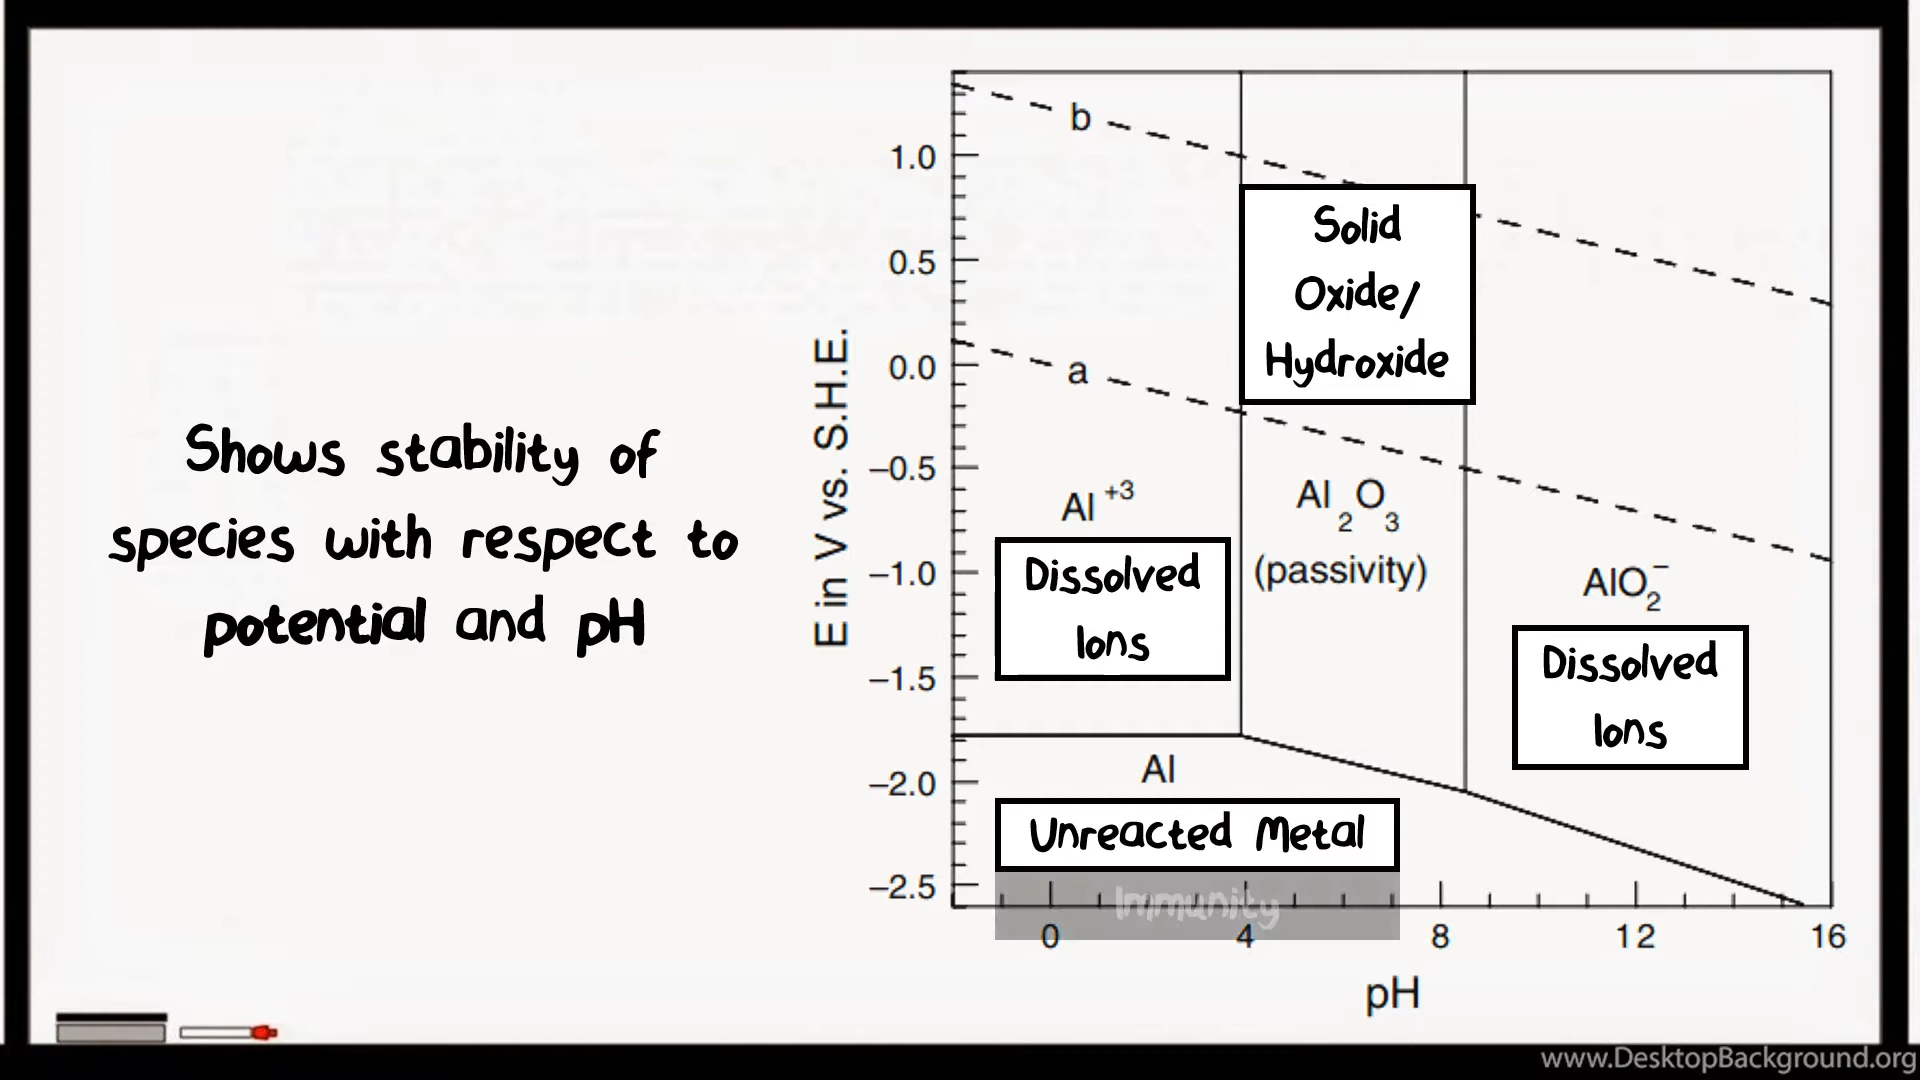 Shows stability of
species with respect to
potential and pH
E in V vs. S.H.E.
1.0
0.5
0.0
–0.5
–1.0
–1.5
–2.0
–2.5
b
a
Solid
Oxide/
Hydroxide
Al +3
Dissolved
Ions
Al2O3
(passivity)
AlO2−
Dissolved
Ions
Al
Unreacted Metal
Immunity
0 4 8 12 16
pH
www.DesktopBackground.org